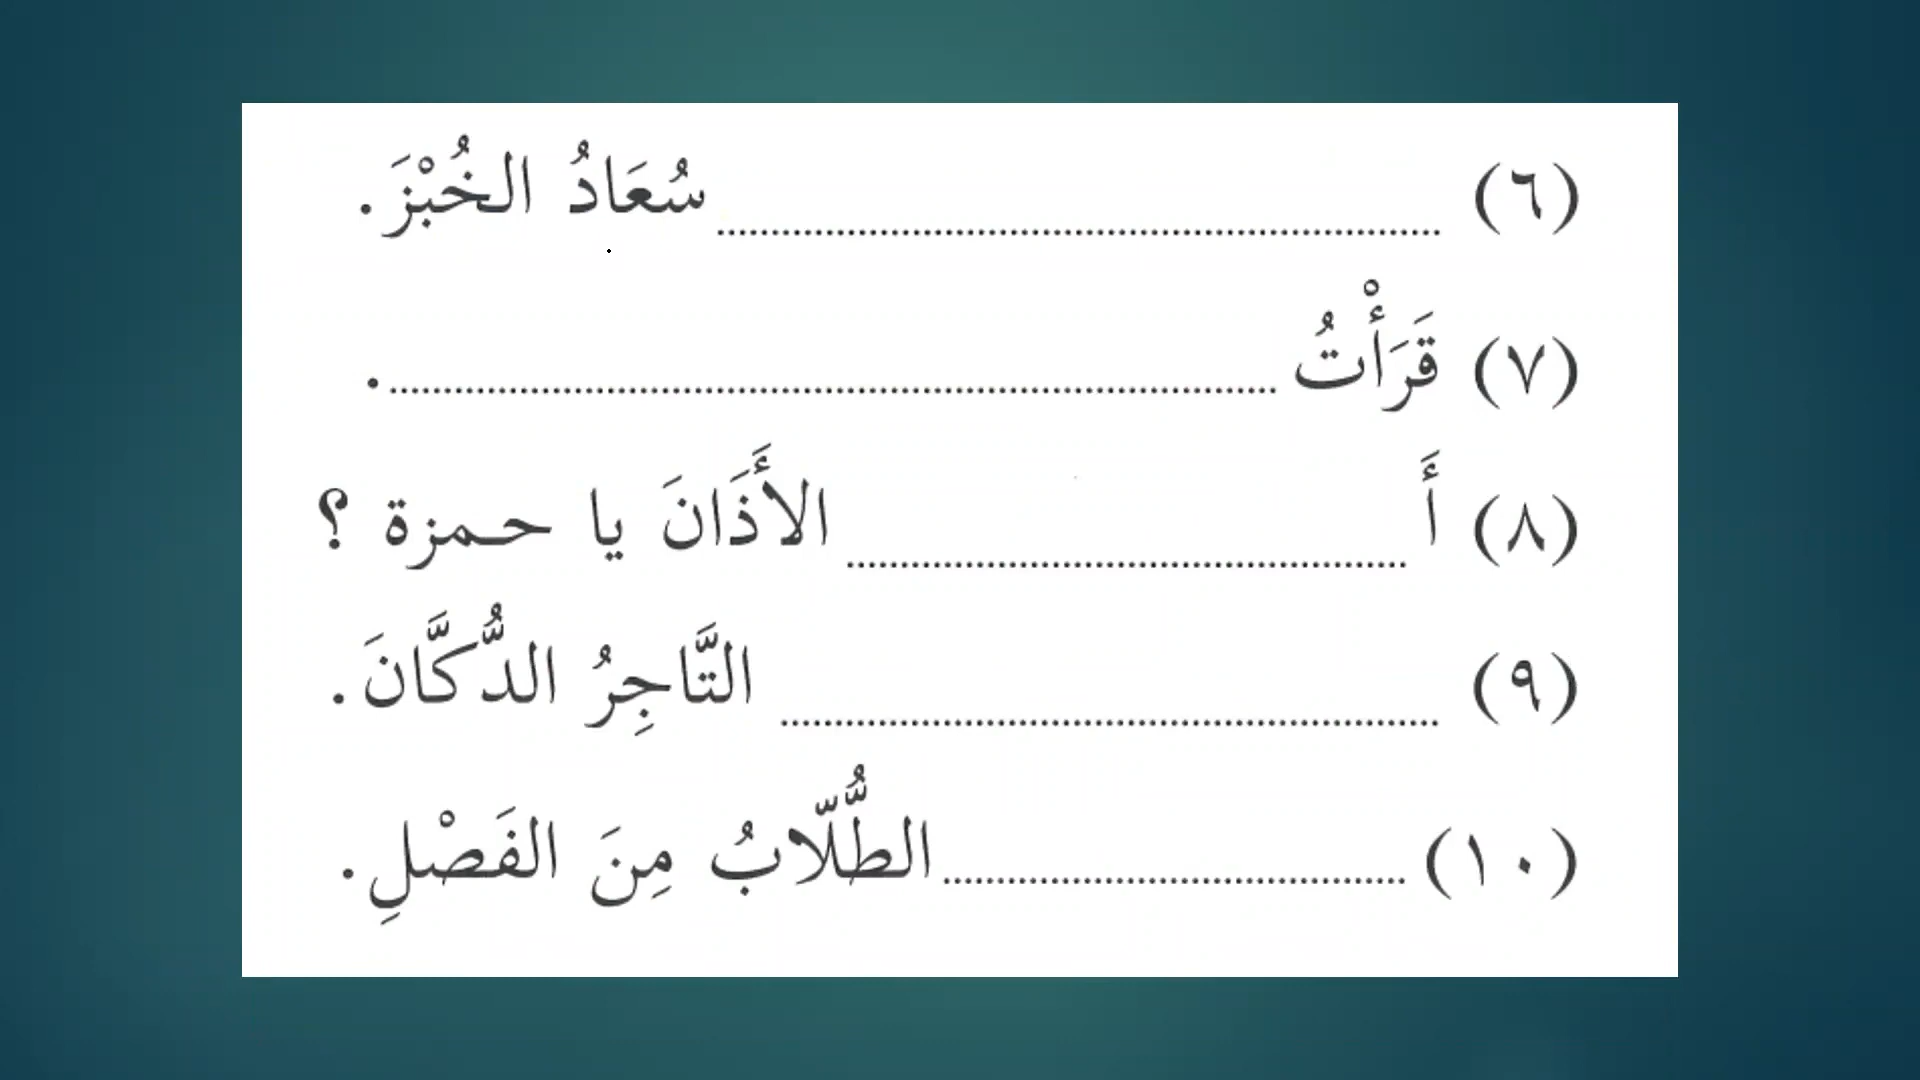 (٦) ........................ سُعَادُ الخُبْزَ.
(٧) قَرَأْتُ ........................ .
(٨) أَ ........................ الأَذَانَ يا حمزة ؟
(٩) ........................ التَّاجِرُ الدُّكَّانَ.
(١٠) ........................ الطُّلّابُ مِنَ الفَصْلِ.